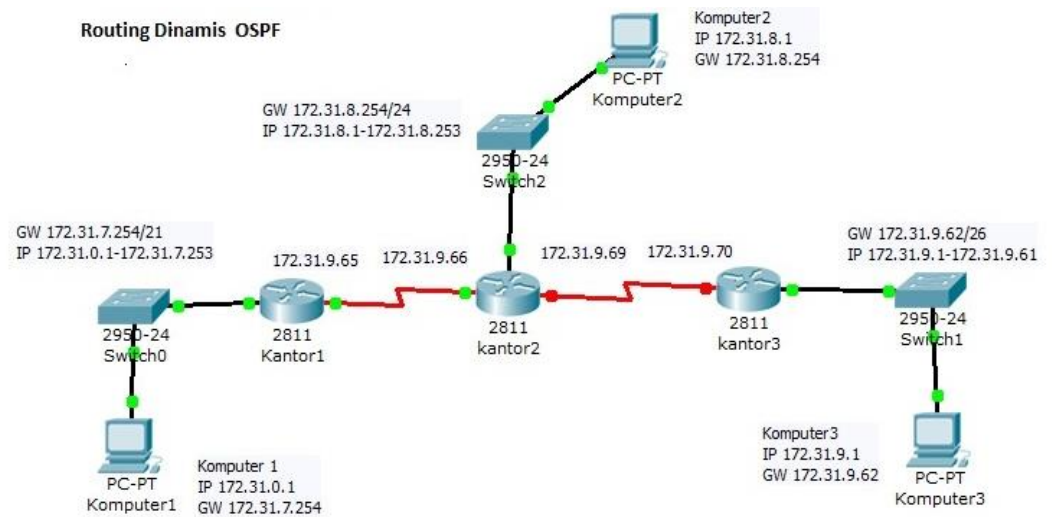 Routing Dinamis OSPF
Komputer2
IP 172.31.8.1
GW 172.31.8.254
PC-PT
Komputer2
GW 172.31.8.254/24
IP 172.31.8.1-172.31.8.253
2950-24
Switch2
GW 172.31.7.254/21
IP 172.31.0.1-172.31.7.253
172.31.9.65
172.31.9.66
172.31.9.69
172.31.9.70
GW 172.31.9.62/26
IP 172.31.9.1-172.31.9.61
2950-24
Switch0
2811
Kantor1
2811
kantor2
2811
kantor3
2950-24
Switch1
PC-PT
Komputer1
Komputer 1
IP 172.31.0.1
GW 172.31.7.254
Komputer3
IP 172.31.9.1
GW 172.31.9.62
PC-PT
Komputer3